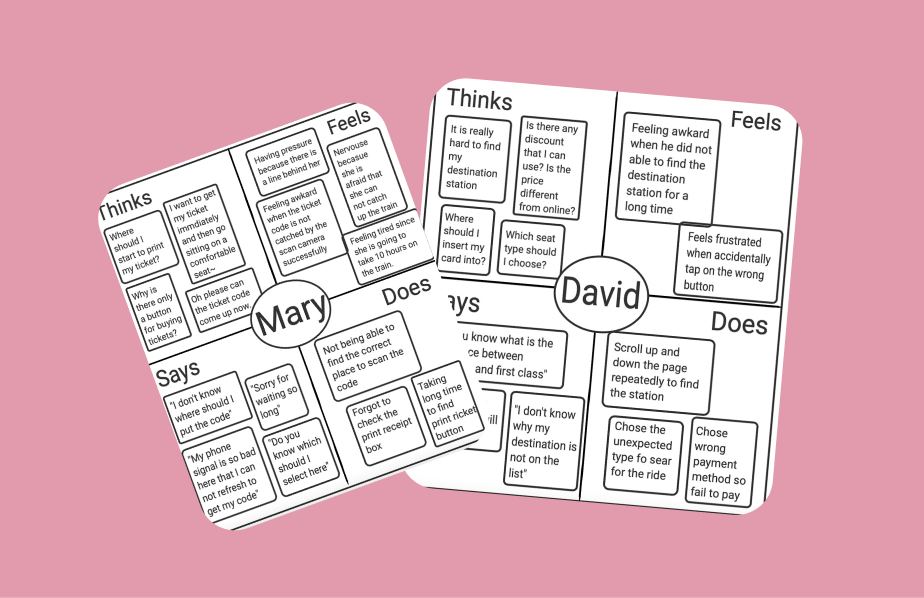 Thinks
Where
should I
start to print
my ticket?
I want to get
my ticket
immdiately
and then go
sitting on a
comfortable
seat~
Why is
there only
a button
for buying
tickets?
Oh please can
the ticket code
come up now.
Feels
Having pressure
because there is
a line behind her
Nervouse
becasue
she is
afraid that
she can
not catch
up the train
Feeling awkard
when the ticket
code is not
catched by the
scan camera
successfully
Feeling tired since
she is going to
take 10 hours on
the train.
Mary
Says
"I don't know
where should I
put the code"
"Sorry for
waiting so
long"
"My phone
signal is so bad
here that I can
not refresh to
get my code"
"Do you
know which
should I
select here"
Does
Not being able to
find the correct
place to scan the
code
Forgot to
check the
print receipt
box
Taking
long time
to find
print ricket
button
Thinks
It is really
hard to find
my
destination
station
Is there any
discount
that I can
use? Is the
price
different
from online?
Where
should I
insert my
card into?
Which seat
type should
I choose?
Feels
Feeling awkard
when he did not
able to find the
destination
station for a
long time
Feels frustrated
when accidentally
tap on the wrong
button
David
ays
u know what is the
ce between
and first class"
ill
"I don't know
why my
destination is
not on the
list"
Does
Scroll up and
down the page
repeatedly to find
the station
Chose the
unexpected
type fo sear
for the ride
Chose
wrong
payment
method so
fail to pay